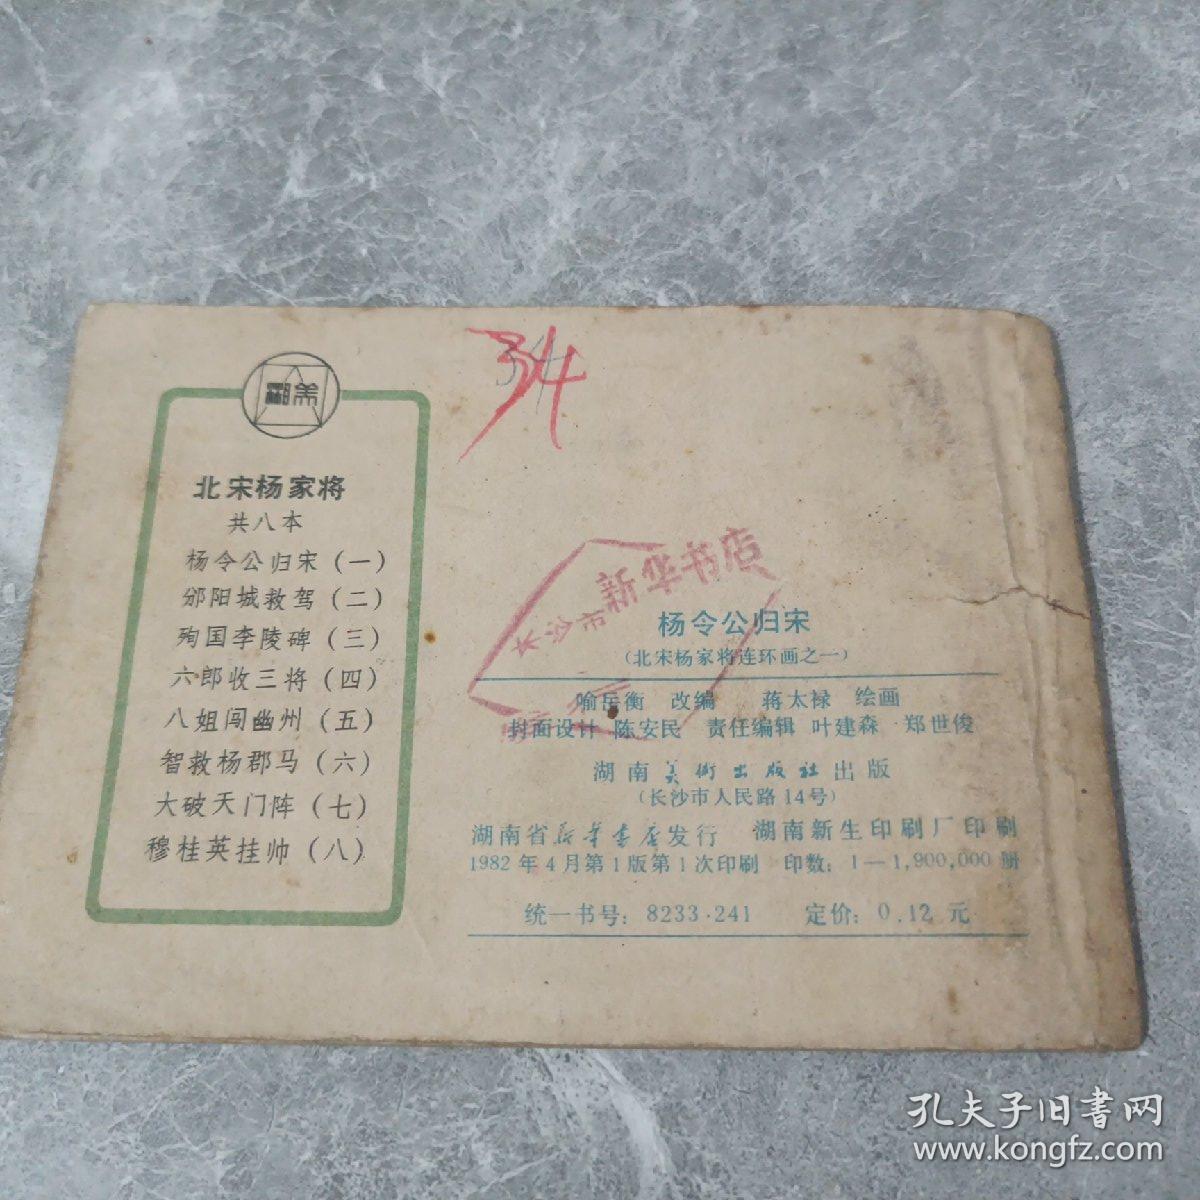 34
湘美
北宋杨家将
共八本
杨令公归宋（一）
邠阳城救驾（二）
殉国李陵碑（三）
六郎收三将（四）
八姐闯幽州（五）
智救杨郡马（六）
大破天门阵（七）
穆桂英挂帅（八）
新华书店
杨令公归宋
（北宋杨家将连环画之一）
喻岳衡 改编 蒋太禄 绘画
封面设计 陈安民 责任编辑 叶建森 郑世俊
湖南美术出版社出版
（长沙市人民路14号）
湖南省新华书店发行 湖南新生印刷厂印刷
1982年4月第1版第1次印刷 印数：1—1,900,000册
统一书号：8233·241 定价：0.12元
孔夫子旧书网
www.kongfz.com